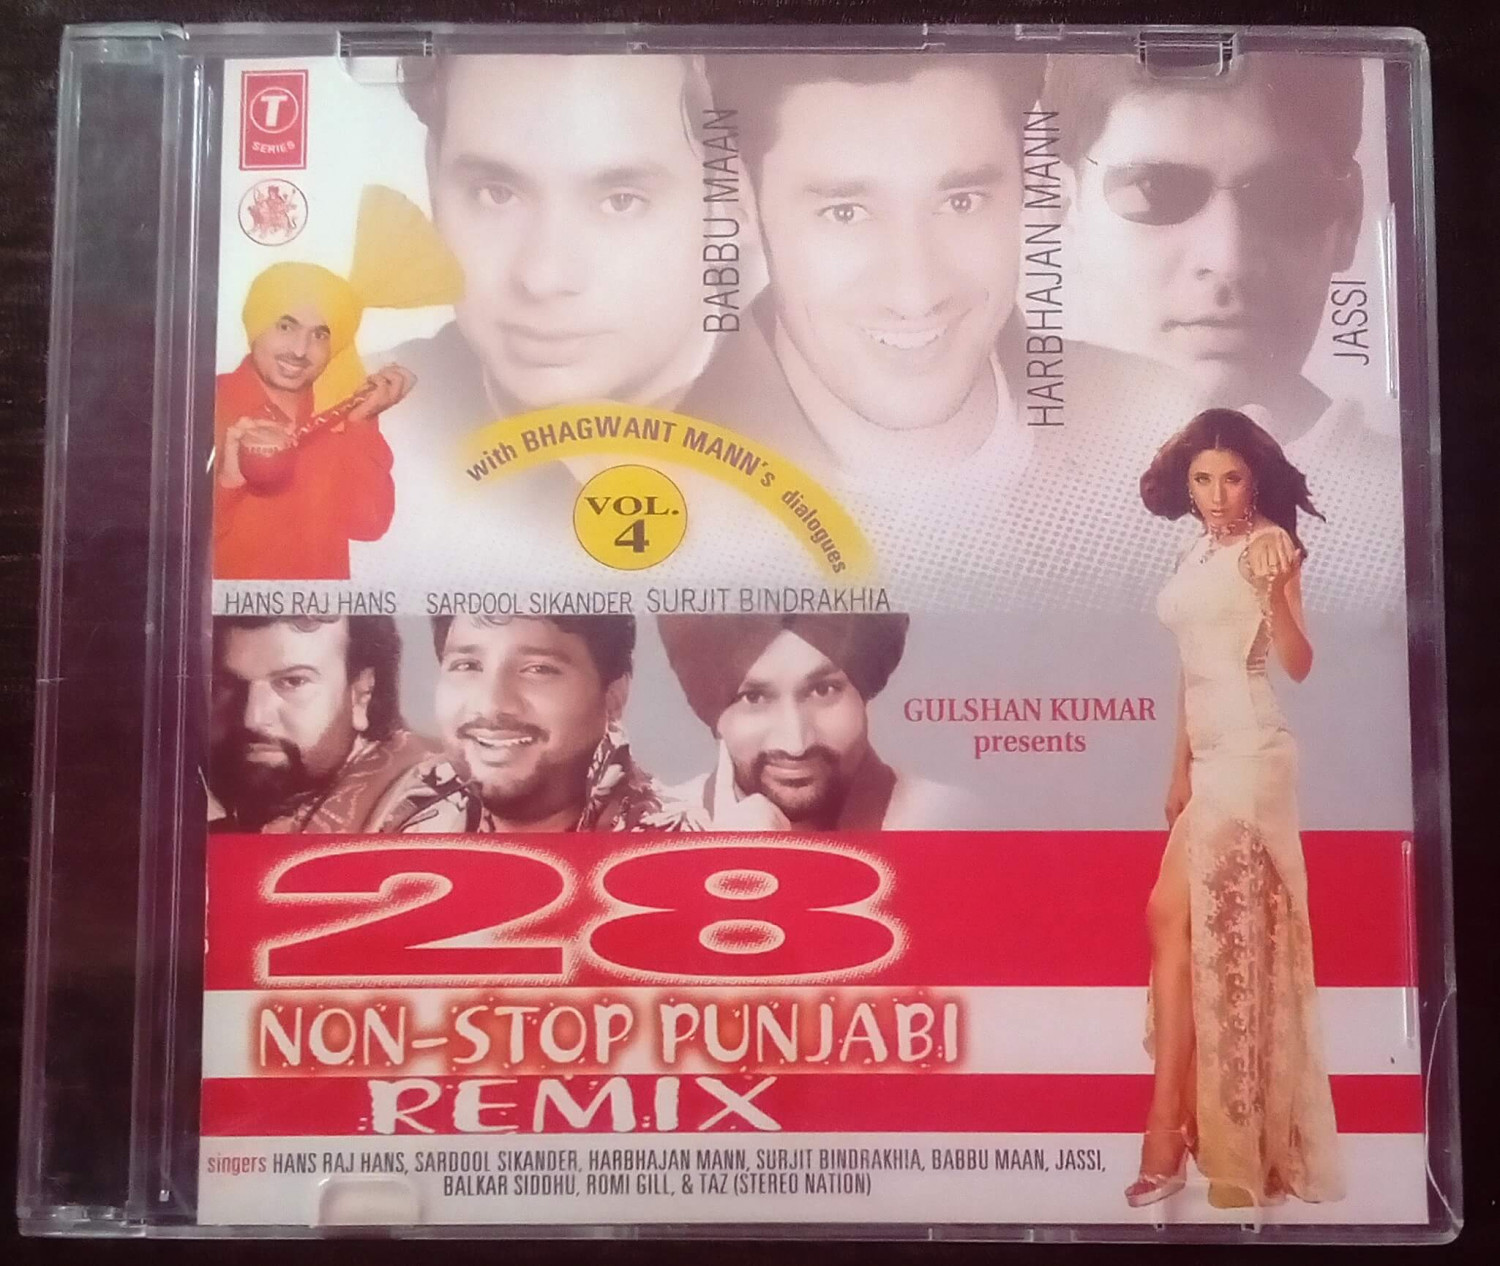 T
SERIES
BABBU MAAN
HARBHAJAN MANN
JASSI
with BHAGWANT MANN's dialogues
VOL.
4
HANS RAJ HANS SARDOOL SIKANDER SURJIT BINDRAKHIA
GULSHAN KUMAR
presents
28
NON-STOP PUNJABI
REMIX
singers HANS RAJ HANS, SARDOOL SIKANDER, HARBHAJAN MANN, SURJIT BINDRAKHIA, BABBU MAAN, JASSI,
BALKAR SIDDHU, ROMI GILL, & TAZ (STEREO NATION)